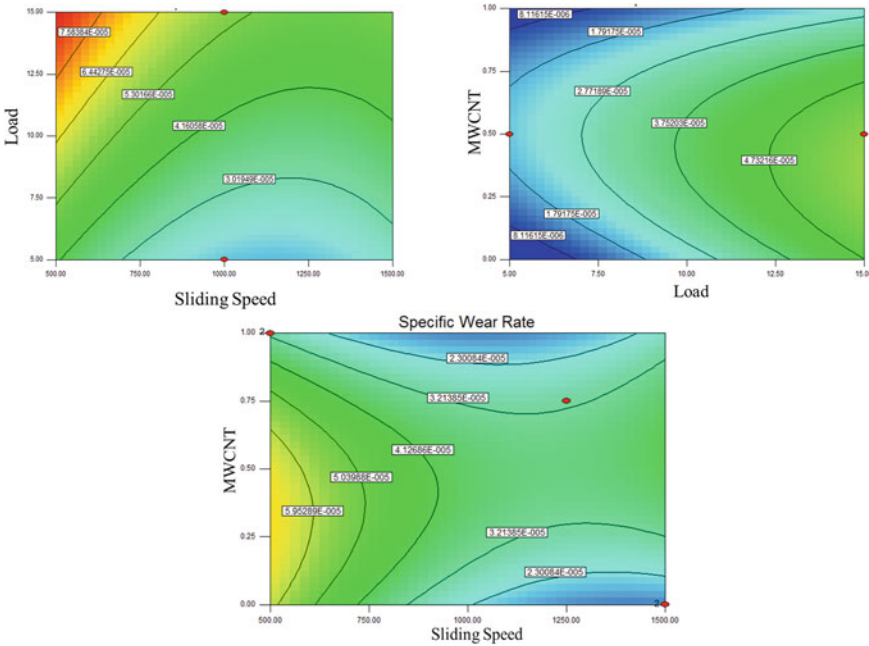 15.00
7.58384E-005
6.44275E-005
12.50
5.30166E-005
Load
10.00
4.16058E-005
7.50
3.01949E-005
5.00
500.00
750.00
1000.00
1250.00
1500.00
Sliding Speed
1.00
8.11615E-006
1.79175E-005
0.75
2.77189E-005
MWCNT
0.50
3.75203E-005
4.73216E-005
0.25
1.79175E-005
8.11615E-006
0.00
5.00
7.50
10.00
12.50
15.00
Load
Specific Wear Rate
1.00
2
2.30084E-005
0.75
3.21385E-005
MWCNT
0.50
4.12686E-005
5.03988E-005
5.95289E-005
0.25
3.21385E-005
2.30084E-005
0.00
2
500.00
750.00
1000.00
1250.00
1500.00
Sliding Speed